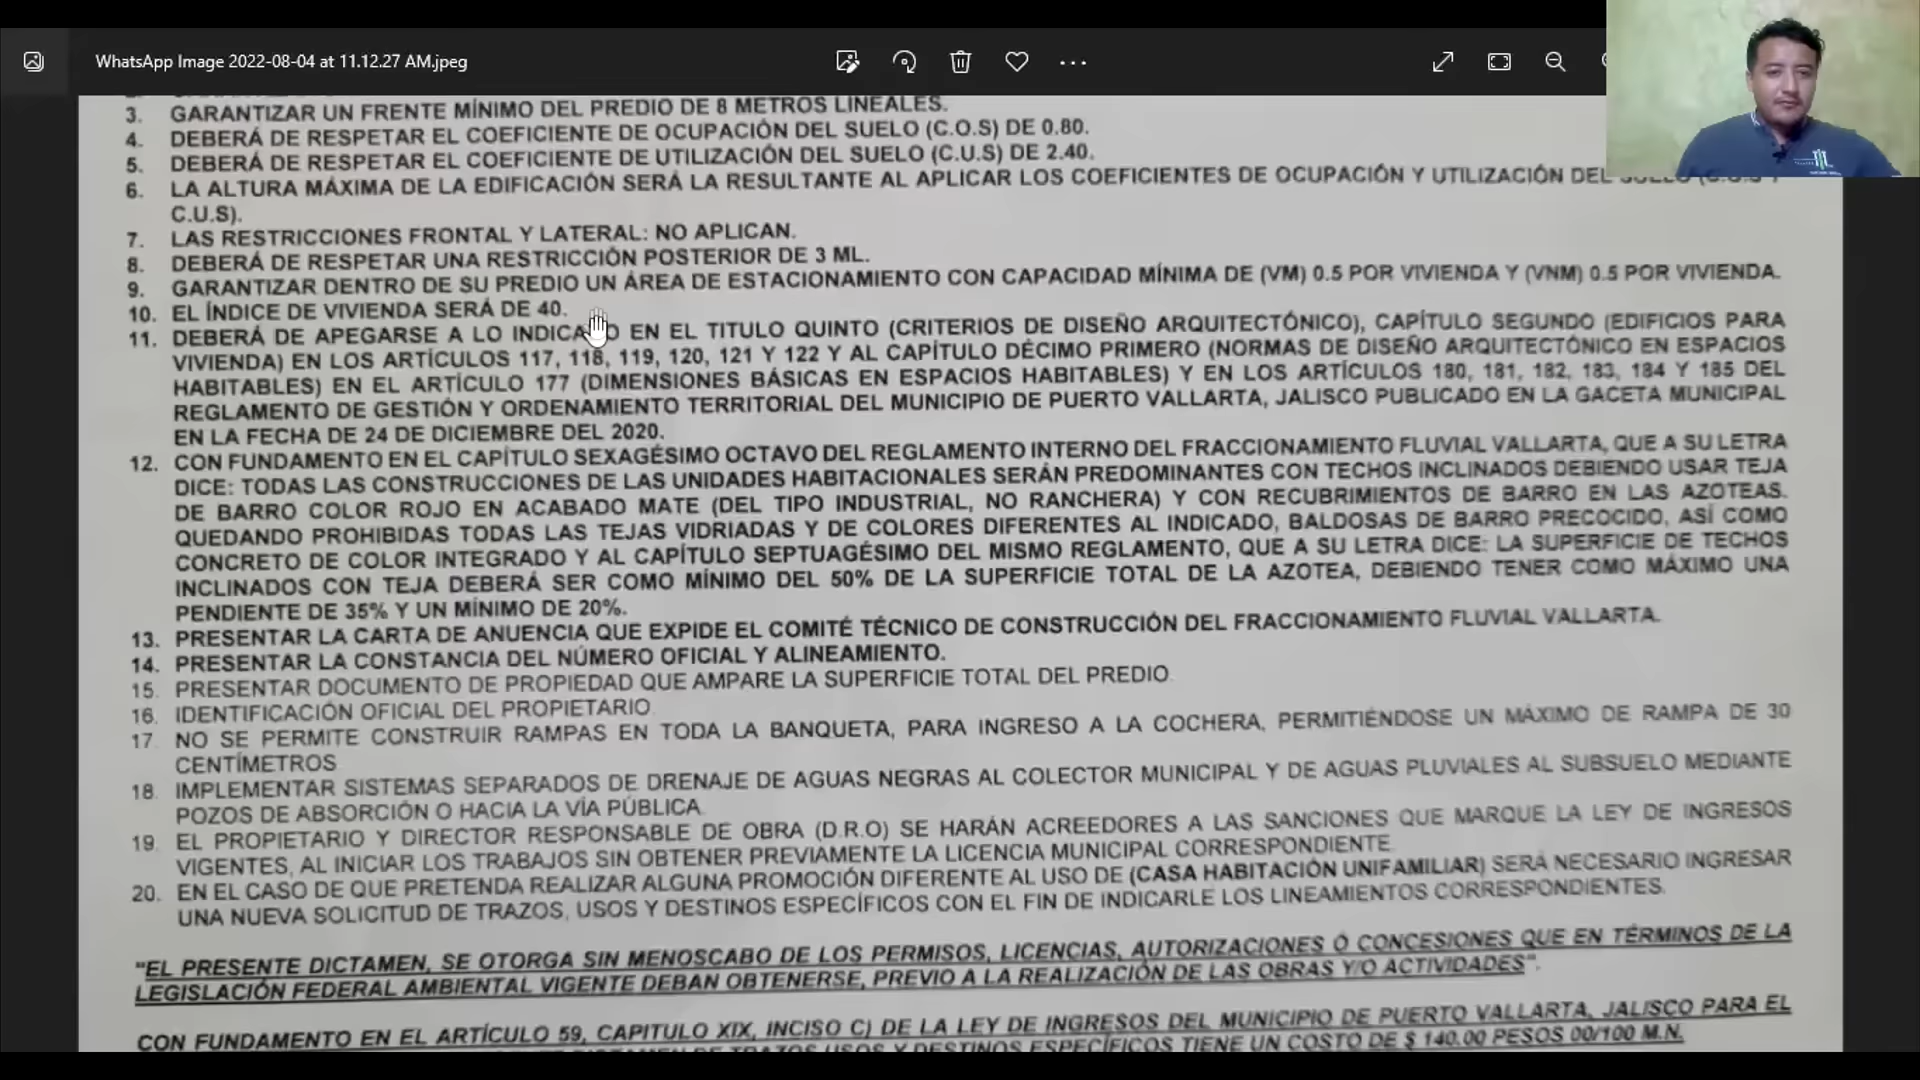 WhatsApp Image 2022-08-04 at 11.12.27 AM.jpeg
3. GARANTIZAR UN FRENTE MÍNIMO DEL PREDIO DE 8 METROS LINEALES.
4. DEBERÁ DE RESPETAR EL COEFICIENTE DE OCUPACIÓN DEL SUELO (C.O.S) DE 0.80.
5. DEBERÁ DE RESPETAR EL COEFICIENTE DE UTILIZACIÓN DEL SUELO (C.U.S) DE 2.40.
6. LA ALTURA MÁXIMA DE LA EDIFICACIÓN SERÁ LA RESULTANTE AL APLICAR LOS COEFICIENTES DE OCUPACIÓN Y UTILIZACIÓN DEL SUELO (C.O.S Y
C.U.S).
7. LAS RESTRICCIONES FRONTAL Y LATERAL: NO APLICAN.
8. DEBERÁ DE RESPETAR UNA RESTRICCIÓN POSTERIOR DE 3 ML.
9. GARANTIZAR DENTRO DE SU PREDIO UN ÁREA DE ESTACIONAMIENTO CON CAPACIDAD MÍNIMA DE (VM) 0.5 POR VIVIENDA Y (VNM) 0.5 POR VIVIENDA.
10. EL ÍNDICE DE VIVIENDA SERÁ DE 40.
11. DEBERÁ DE APEGARSE A LO INDICADO EN EL TITULO QUINTO (CRITERIOS DE DISEÑO ARQUITECTÓNICO), CAPÍTULO SEGUNDO (EDIFICIOS PARA
VIVIENDA) EN LOS ARTÍCULOS 117, 118, 119, 120, 121 Y 122 Y AL CAPÍTULO DÉCIMO PRIMERO (NORMAS DE DISEÑO ARQUITECTÓNICO EN ESPACIOS
HABITABLES) EN EL ARTÍCULO 177 (DIMENSIONES BÁSICAS EN ESPACIOS HABITABLES) Y EN LOS ARTÍCULOS 180, 181, 182, 183, 184 Y 185 DEL
REGLAMENTO DE GESTIÓN Y ORDENAMIENTO TERRITORIAL DEL MUNICIPIO DE PUERTO VALLARTA, JALISCO PUBLICADO EN LA GACETA MUNICIPAL
EN LA FECHA DE 24 DE DICIEMBRE DEL 2020.
12. CON FUNDAMENTO EN EL CAPÍTULO SEXAGÉSIMO OCTAVO DEL REGLAMENTO INTERNO DEL FRACCIONAMIENTO FLUVIAL VALLARTA, QUE A SU LETRA
DICE: TODAS LAS CONSTRUCCIONES DE LAS UNIDADES HABITACIONALES SERÁN PREDOMINANTES CON TECHOS INCLINADOS DEBIENDO USAR TEJA
DE BARRO COLOR ROJO EN ACABADO MATE (DEL TIPO INDUSTRIAL, NO RANCHERA) Y CON RECUBRIMIENTOS DE BARRO EN LAS AZOTEAS.
QUEDANDO PROHIBIDAS TODAS LAS TEJAS VIDRIADAS Y DE COLORES DIFERENTES AL INDICADO, BALDOSAS DE BARRO PRECOCIDO, ASÍ COMO
CONCRETO DE COLOR INTEGRADO Y AL CAPÍTULO SEPTUAGÉSIMO DEL MISMO REGLAMENTO, QUE A SU LETRA DICE: LA SUPERFICIE DE TECHOS
INCLINADOS CON TEJA DEBERÁ SER COMO MÍNIMO DEL 50% DE LA SUPERFICIE TOTAL DE LA AZOTEA, DEBIENDO TENER COMO MÁXIMO UNA
PENDIENTE DE 35% Y UN MÍNIMO DE 20%.
13. PRESENTAR LA CARTA DE ANUENCIA QUE EXPIDE EL COMITÉ TÉCNICO DE CONSTRUCCIÓN DEL FRACCIONAMIENTO FLUVIAL VALLARTA.
14. PRESENTAR LA CONSTANCIA DEL NÚMERO OFICIAL Y ALINEAMIENTO.
15. PRESENTAR DOCUMENTO DE PROPIEDAD QUE AMPARE LA SUPERFICIE TOTAL DEL PREDIO.
16. IDENTIFICACIÓN OFICIAL DEL PROPIETARIO.
17. NO SE PERMITE CONSTRUIR RAMPAS EN TODA LA BANQUETA, PARA INGRESO A LA COCHERA, PERMITIÉNDOSE UN MÁXIMO DE RAMPA DE 30
CENTÍMETROS.
18. IMPLEMENTAR SISTEMAS SEPARADOS DE DRENAJE DE AGUAS NEGRAS AL COLECTOR MUNICIPAL Y DE AGUAS PLUVIALES AL SUBSUELO MEDIANTE
POZOS DE ABSORCIÓN O HACIA LA VÍA PÚBLICA.
19. EL PROPIETARIO Y DIRECTOR RESPONSABLE DE OBRA (D.R.O) SE HARÁN ACREEDORES A LAS SANCIONES QUE MARQUE LA LEY DE INGRESOS
VIGENTES, AL INICIAR LOS TRABAJOS SIN OBTENER PREVIAMENTE LA LICENCIA MUNICIPAL CORRESPONDIENTE.
20. EN EL CASO DE QUE PRETENDA REALIZAR ALGUNA PROMOCIÓN DIFERENTE AL USO DE (CASA HABITACIÓN UNIFAMILIAR) SERÁ NECESARIO INGRESAR
UNA NUEVA SOLICITUD DE TRAZOS, USOS Y DESTINOS ESPECÍFICOS CON EL FIN DE INDICARLE LOS LINEAMIENTOS CORRESPONDIENTES.
"EL PRESENTE DICTAMEN, SE OTORGA SIN MENOSCABO DE LOS PERMISOS, LICENCIAS, AUTORIZACIONES Ó CONCESIONES QUE EN TÉRMINOS DE LA
LEGISLACIÓN FEDERAL AMBIENTAL VIGENTE DEBAN OBTENERSE, PREVIO A LA REALIZACIÓN DE LAS OBRAS Y/O ACTIVIDADES".
CON FUNDAMENTO EN EL ARTÍCULO 59, CAPITULO XIX, INCISO C) DE LA LEY DE INGRESOS DEL MUNICIPIO DE PUERTO VALLARTA, JALISCO PARA EL
DICTAMEN DE TRAZOS USOS Y DESTINOS ESPECÍFICOS TIENE UN COSTO DE $ 140.00 PESOS 00/100 M.N.